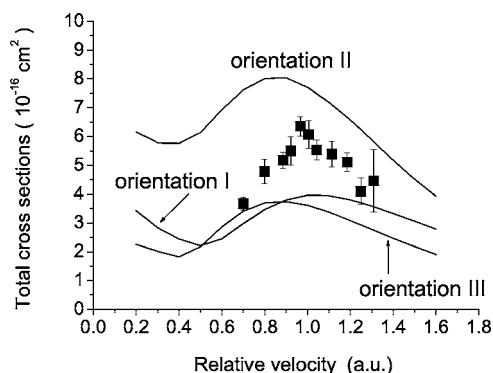 Total cross sections ( 10⁻¹⁶ cm² )
10
9
8
7
6
5
4
3
2
1
0
orientation II
orientation I
orientation III
0.0 0.2 0.4 0.6 0.8 1.0 1.2 1.4 1.6 1.8
Relative velocity (a.u.)